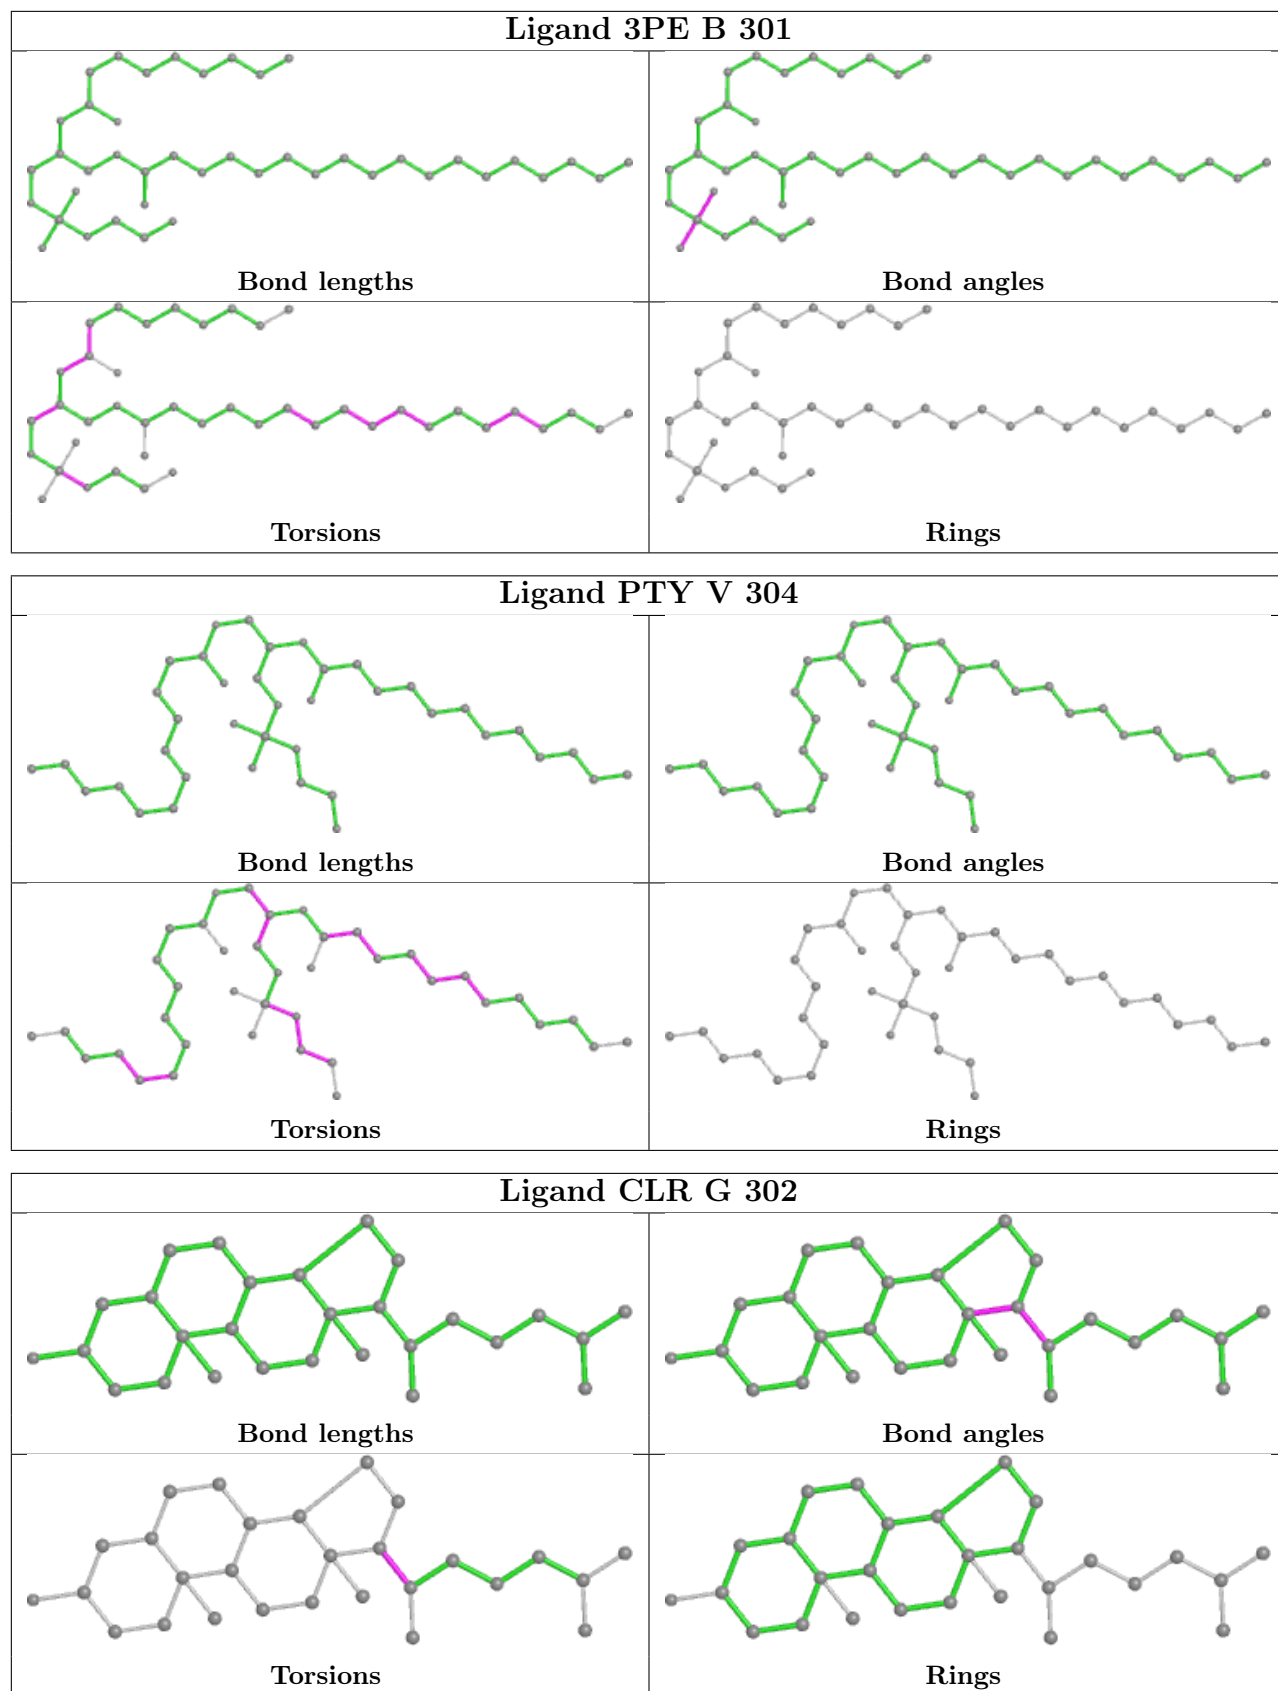 Ligand 3PE B 301
Bond lengths
Bond angles
Torsions
Rings
Ligand PTY V 304
Bond lengths
Bond angles
Torsions
Rings
Ligand CLR G 302
Bond lengths
Bond angles
Torsions
Rings